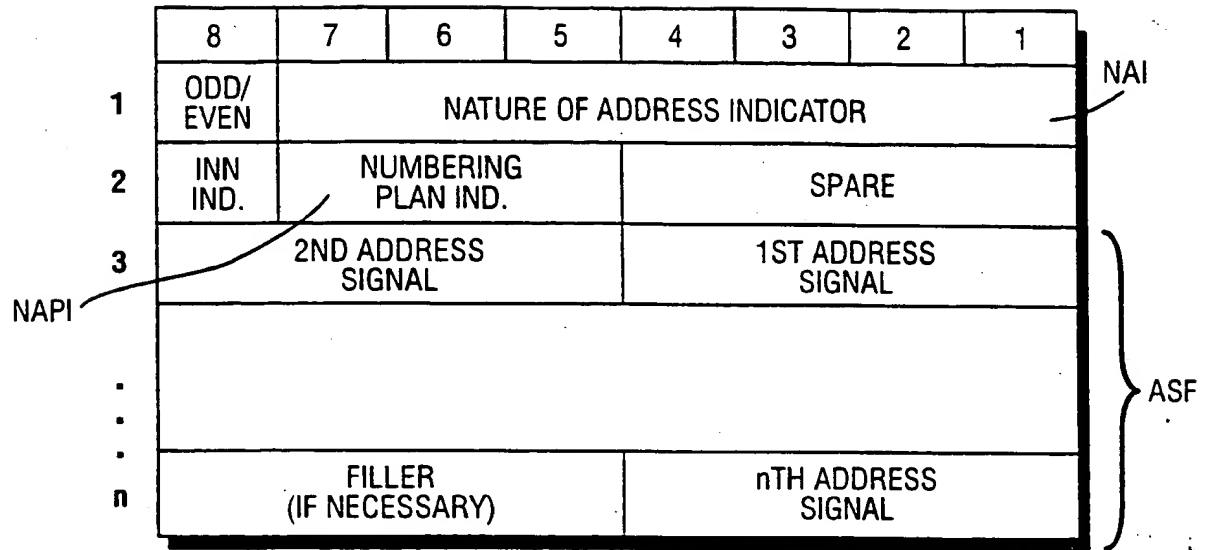 8 7 6 5 4 3 2 1
NAI
1 ODD/ EVEN NATURE OF ADDRESS INDICATOR
2 INN IND. NUMBERING PLAN IND. SPARE
3 2ND ADDRESS SIGNAL 1ST ADDRESS SIGNAL
NAPI
ASF
n FILLER (IF NECESSARY) nTH ADDRESS SIGNAL